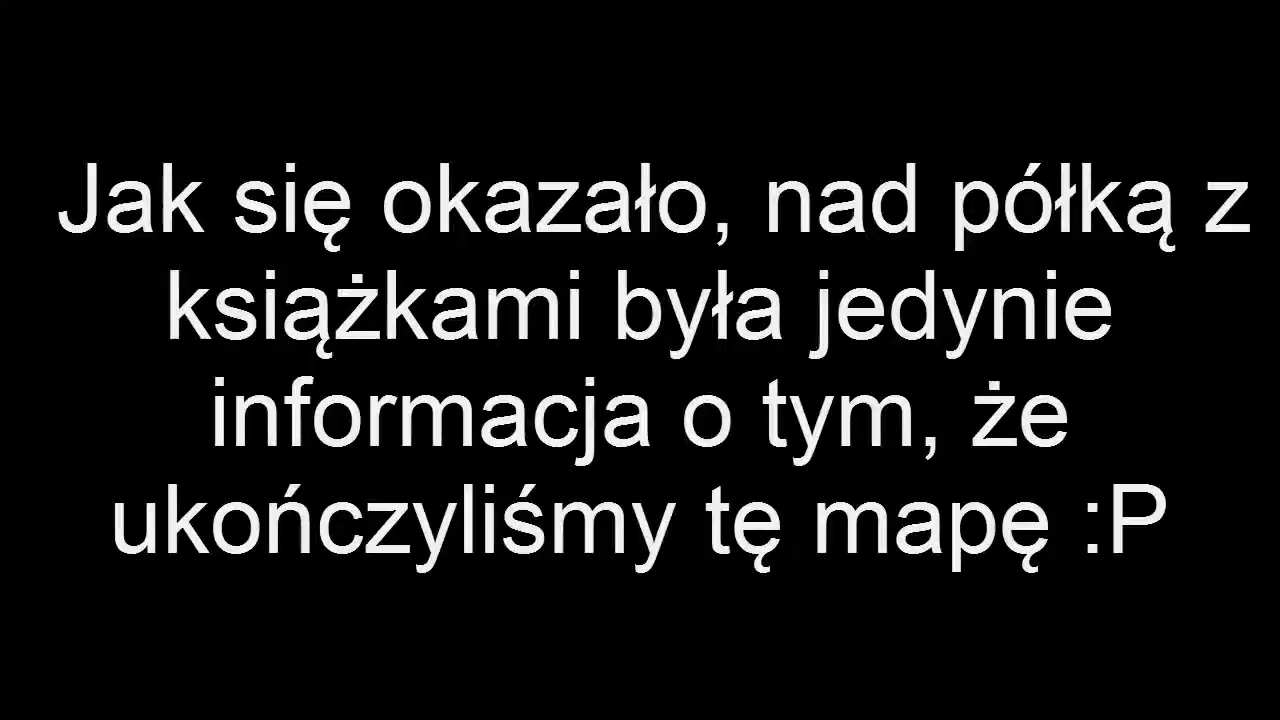 Jak się okazało, nad półką z
książkami była jedynie
informacja o tym, że
ukończyliśmy tę mapę :P